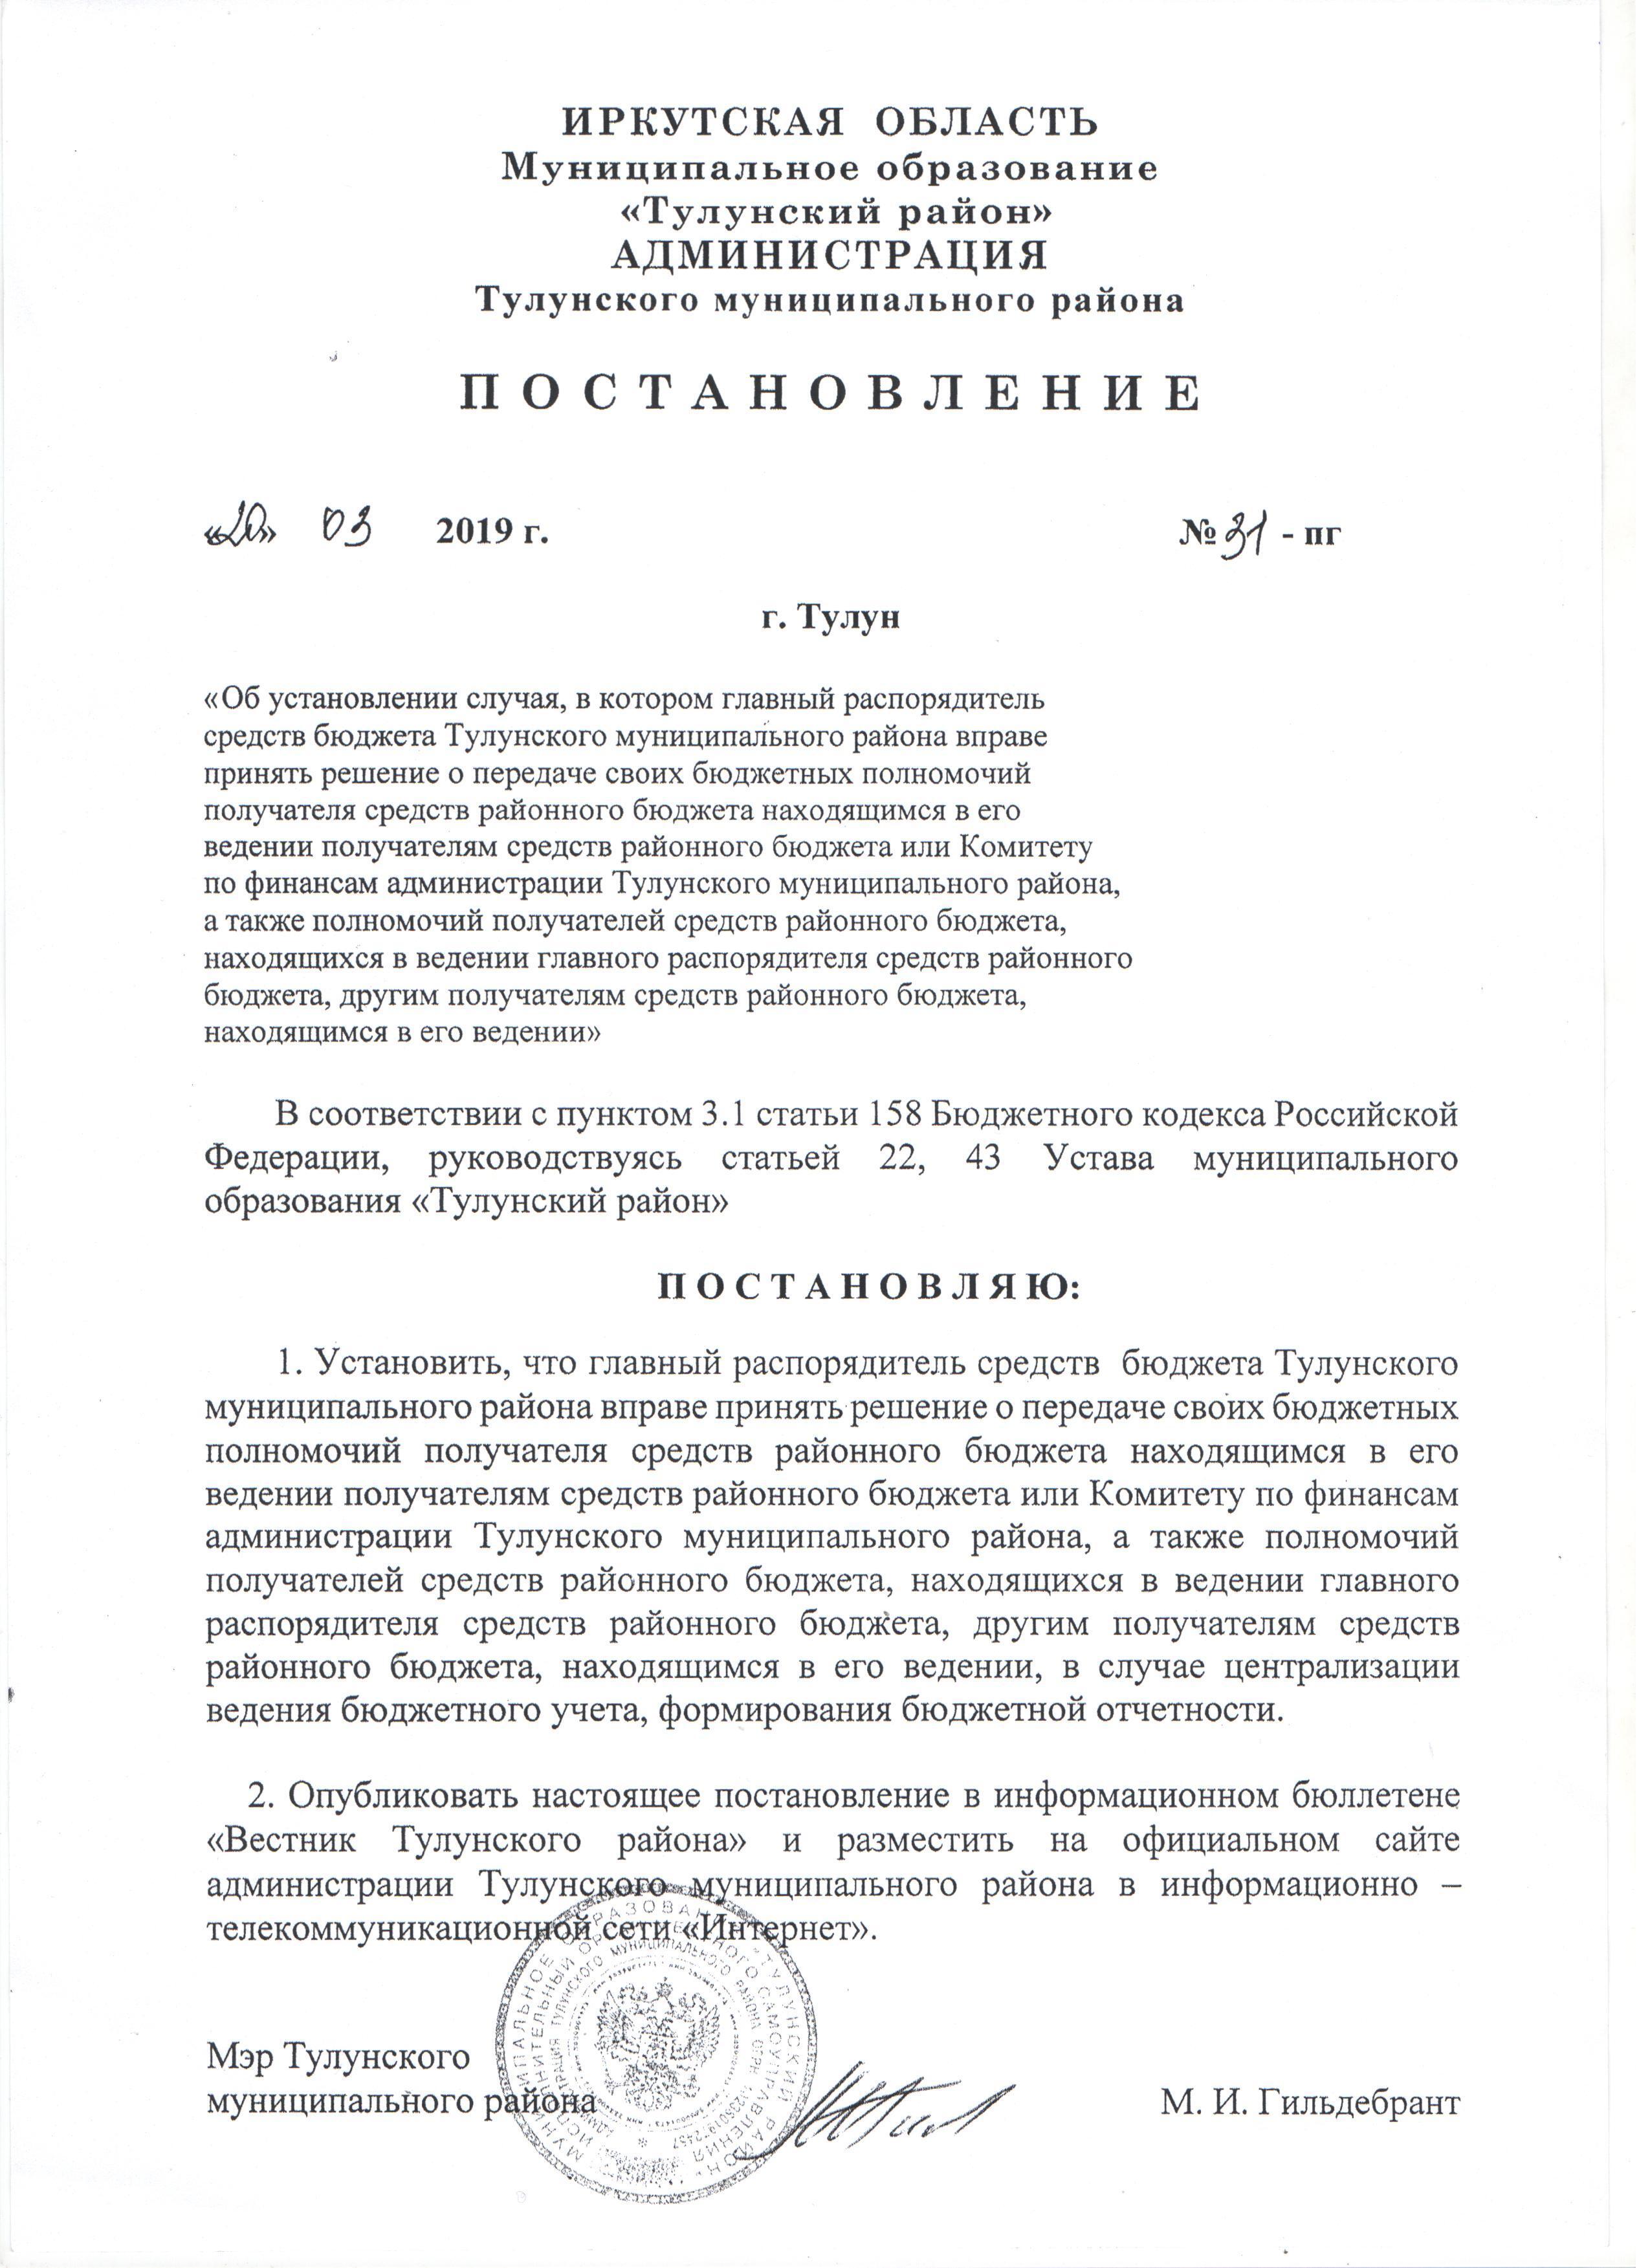 ИРКУТСКАЯ ОБЛАСТЬ
Муниципальное образование
«Тулунский район»
АДМИНИСТРАЦИЯ
Тулунского муниципального района
ПОСТАНОВЛЕНИЕ
«20» 03 2019 г. № 31 - пг
г. Тулун
«Об установлении случая, в котором главный распорядитель
средств бюджета Тулунского муниципального района вправе
принять решение о передаче своих бюджетных полномочий
получателя средств районного бюджета находящимся в его
ведении получателям средств районного бюджета или Комитету
по финансам администрации Тулунского муниципального района,
а также полномочий получателей средств районного бюджета,
находящихся в ведении главного распорядителя средств районного
бюджета, другим получателям средств районного бюджета,
находящимся в его ведении»
В соответствии с пунктом 3.1 статьи 158 Бюджетного кодекса Российской
Федерации, руководствуясь статьей 22, 43 Устава муниципального
образования «Тулунский район»
ПОСТАНОВЛЯЮ:
1. Установить, что главный распорядитель средств бюджета Тулунского
муниципального района вправе принять решение о передаче своих бюджетных
полномочий получателя средств районного бюджета находящимся в его
ведении получателям средств районного бюджета или Комитету по финансам
администрации Тулунского муниципального района, а также полномочий
получателей средств районного бюджета, находящихся в ведении главного
распорядителя средств районного бюджета, другим получателям средств
районного бюджета, находящимся в его ведении, в случае централизации
ведения бюджетного учета, формирования бюджетной отчетности.
2. Опубликовать настоящее постановление в информационном бюллетене
«Вестник Тулунского района» и разместить на официальном сайте
администрации Тулунского муниципального района в информационно –
телекоммуникационной сети «Интернет».
Мэр Тулунского
муниципального района М. И. Гильдебрант
МУНИЦИПАЛЬНОЕ ОБРАЗОВАНИЕ "ТУЛУНСКИЙ РАЙОН"